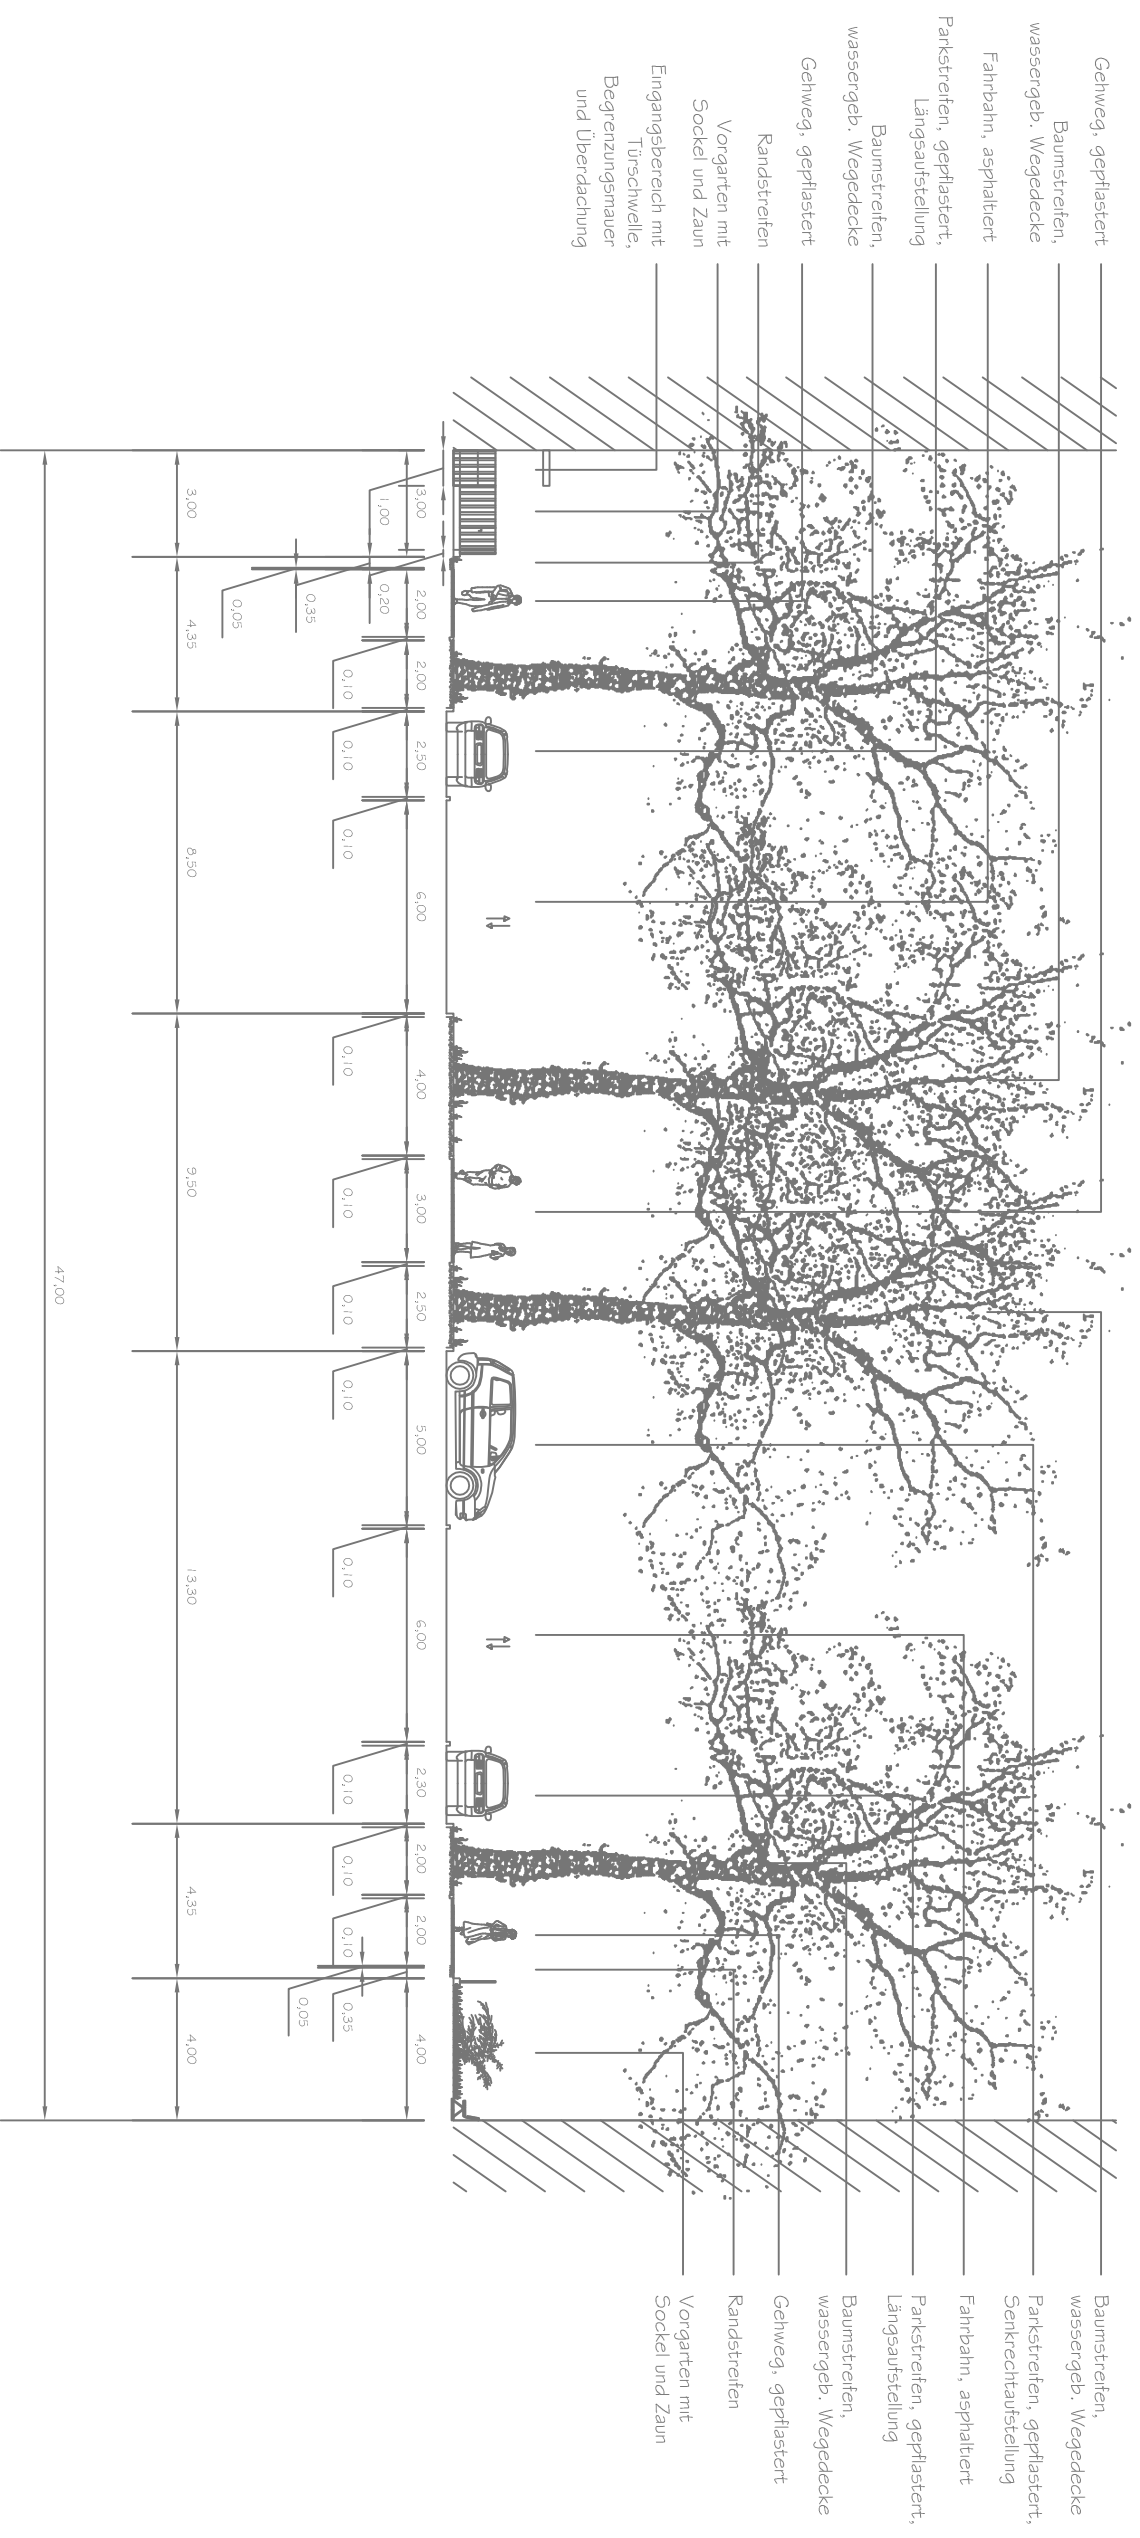 Gehweg, gepflastert
Baumstreifen,
wassergeb. Wegedecke
Fahrbahn, asphaltiert
Parkstreifen, gepflastert,
Längsaufstellung
Baumstreifen,
wassergeb. Wegedecke
Gehweg, gepflastert
Randstreifen
Vorgarten mit
Sockel und Zaun
Eingangsbereich mit
Türschwelle,
Begrenzungsmauer
und Überdachung
Baumstreifen,
wassergeb. Wegedecke
Parkstreifen, gepflastert,
Senkrechtaufstellung
Fahrbahn, asphaltiert
Parkstreifen, gepflastert,
Längsaufstellung
Baumstreifen,
wassergeb. Wegedecke
Gehweg, gepflastert
Randstreifen
Vorgarten mit
Sockel und Zaun
3,00
2,00
2,00
2,50
6,00
4,00
3,00
2,50
5,00
6,00
2,30
2,00
2,00
4,00
1,00
0,20
0,10
0,10
0,10
0,10
0,10
0,10
0,10
0,10
0,10
0,10
0,10
0,35
0,35
0,05
0,05
3,00
4,35
8,50
9,50
13,30
4,35
4,00
47,00